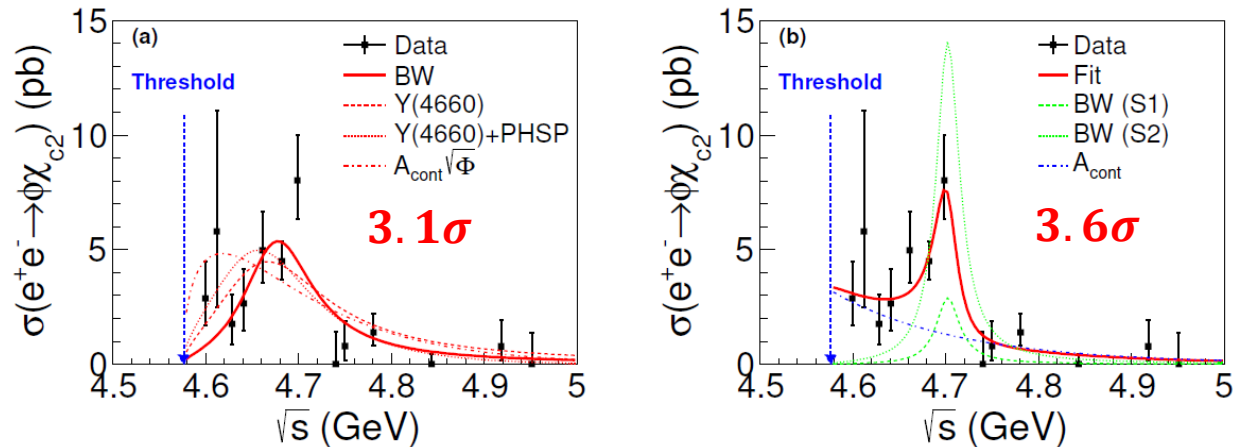 σ(e⁺e⁻→ϕχ_c2) (pb)
15
10
5
0
(a)
Threshold
Data
BW
Y(4660)
Y(4660)+PHSP
A_cont√Φ
3.1σ
4.5 4.6 4.7 4.8 4.9 5
√s (GeV)
σ(e⁺e⁻→ϕχ_c2) (pb)
15
10
5
0
(b)
Threshold
Data
Fit
BW (S1)
BW (S2)
A_cont
3.6σ
4.5 4.6 4.7 4.8 4.9 5
√s (GeV)